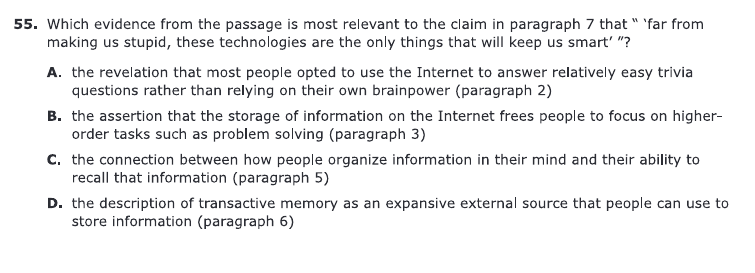 55. Which evidence from the passage is most relevant to the claim in paragraph 7 that “ ‘far from
making us stupid, these technologies are the only things that will keep us smart’ ”?
A. the revelation that most people opted to use the Internet to answer relatively easy trivia
questions rather than relying on their own brainpower (paragraph 2)
B. the assertion that the storage of information on the Internet frees people to focus on higher-
order tasks such as problem solving (paragraph 3)
C. the connection between how people organize information in their mind and their ability to
recall that information (paragraph 5)
D. the description of transactive memory as an expansive external source that people can use to
store information (paragraph 6)